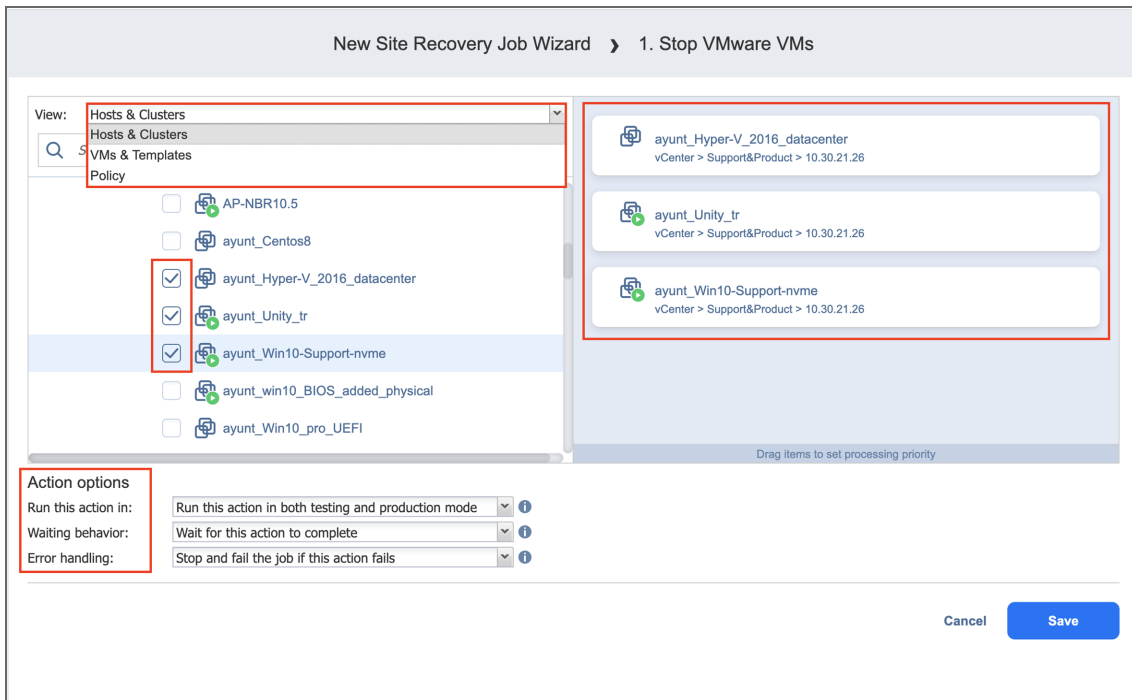 New Site Recovery Job Wizard ❯ 1. Stop VMware VMs
View: Hosts & Clusters
Hosts & Clusters
VMs & Templates
Policy
S
AP-NBR10.5
ayunt_Centos8
ayunt_Hyper-V_2016_datacenter
ayunt_Unity_tr
ayunt_Win10-Support-nvme
ayunt_win10_BIOS_added_physical
ayunt_Win10_pro_UEFI
ayunt_Hyper-V_2016_datacenter
vCenter > Support&Product > 10.30.21.26
ayunt_Unity_tr
vCenter > Support&Product > 10.30.21.26
ayunt_Win10-Support-nvme
vCenter > Support&Product > 10.30.21.26
Drag items to set processing priority
Action options
Run this action in: Run this action in both testing and production mode
Waiting behavior: Wait for this action to complete
Error handling: Stop and fail the job if this action fails
Cancel Save